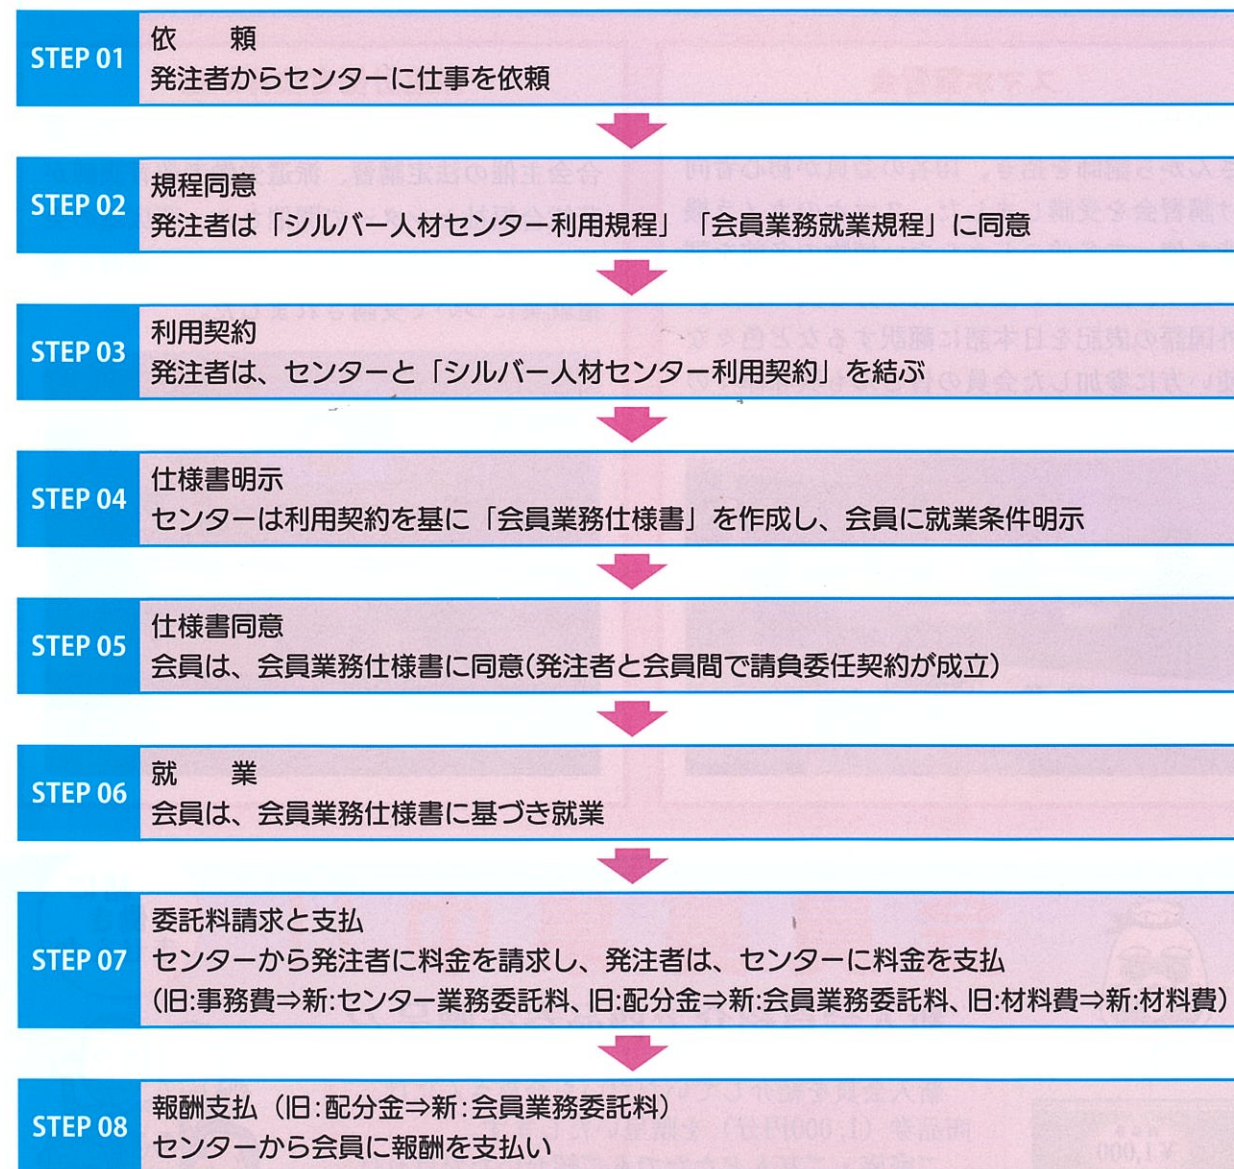 STEP 01
依　頼
発注者からセンターに仕事を依頼
STEP 02
規程同意
発注者は「シルバー人材センター利用規程」「会員業務就業規程」に同意
STEP 03
利用契約
発注者は、センターと「シルバー人材センター利用契約」を結ぶ
STEP 04
仕様書明示
センターは利用契約を基に「会員業務仕様書」を作成し、会員に就業条件明示
STEP 05
仕様書同意
会員は、会員業務仕様書に同意(発注者と会員間で請負委任契約が成立)
STEP 06
就　業
会員は、会員業務仕様書に基づき就業
STEP 07
委託料請求と支払
センターから発注者に料金を請求し、発注者は、センターに料金を支払
(旧:事務費⇒新:センター業務委託料、旧:配分金⇒新:会員業務委託料、旧:材料費⇒新:材料費)
STEP 08
報酬支払（旧:配分金⇒新:会員業務委託料）
センターから会員に報酬を支払い